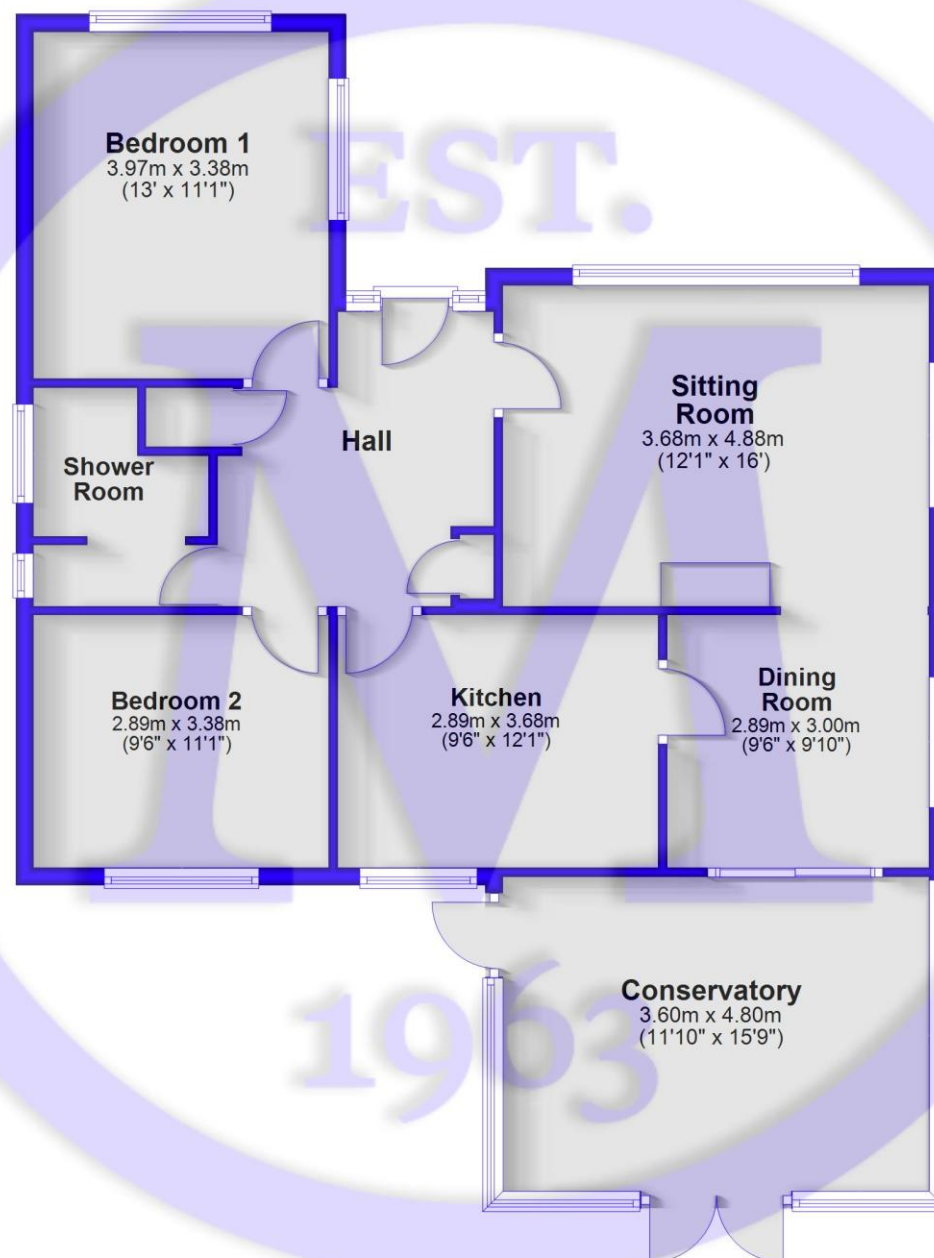 EST.
Bedroom 1
3.97m x 3.38m
(13' x 11'1")
Sitting
Room
3.68m x 4.88m
(12'1" x 16')
Hall
Shower
Room
Bedroom 2
2.89m x 3.38m
(9'6" x 11'1")
Kitchen
2.89m x 3.68m
(9'6" x 12'1")
Dining
Room
2.89m x 3.00m
(9'6" x 9'10")
M
Conservatory
3.60m x 4.80m
(11'10" x 15'9")
1963